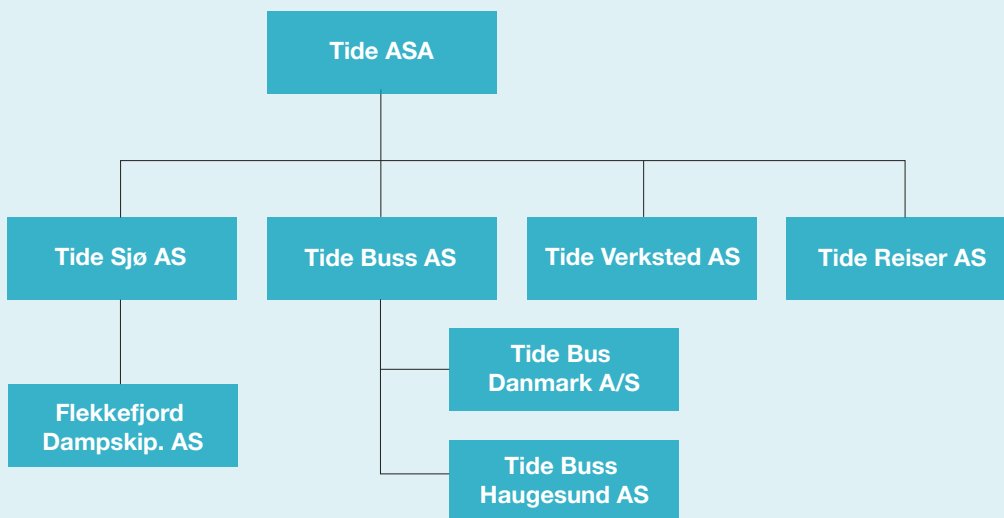 Tide ASA
Tide Sjø AS
Tide Buss AS
Tide Verksted AS
Tide Reiser AS
Tide Bus
Danmark A/S
Flekkefjord
Dampskip. AS
Tide Buss
Haugesund AS